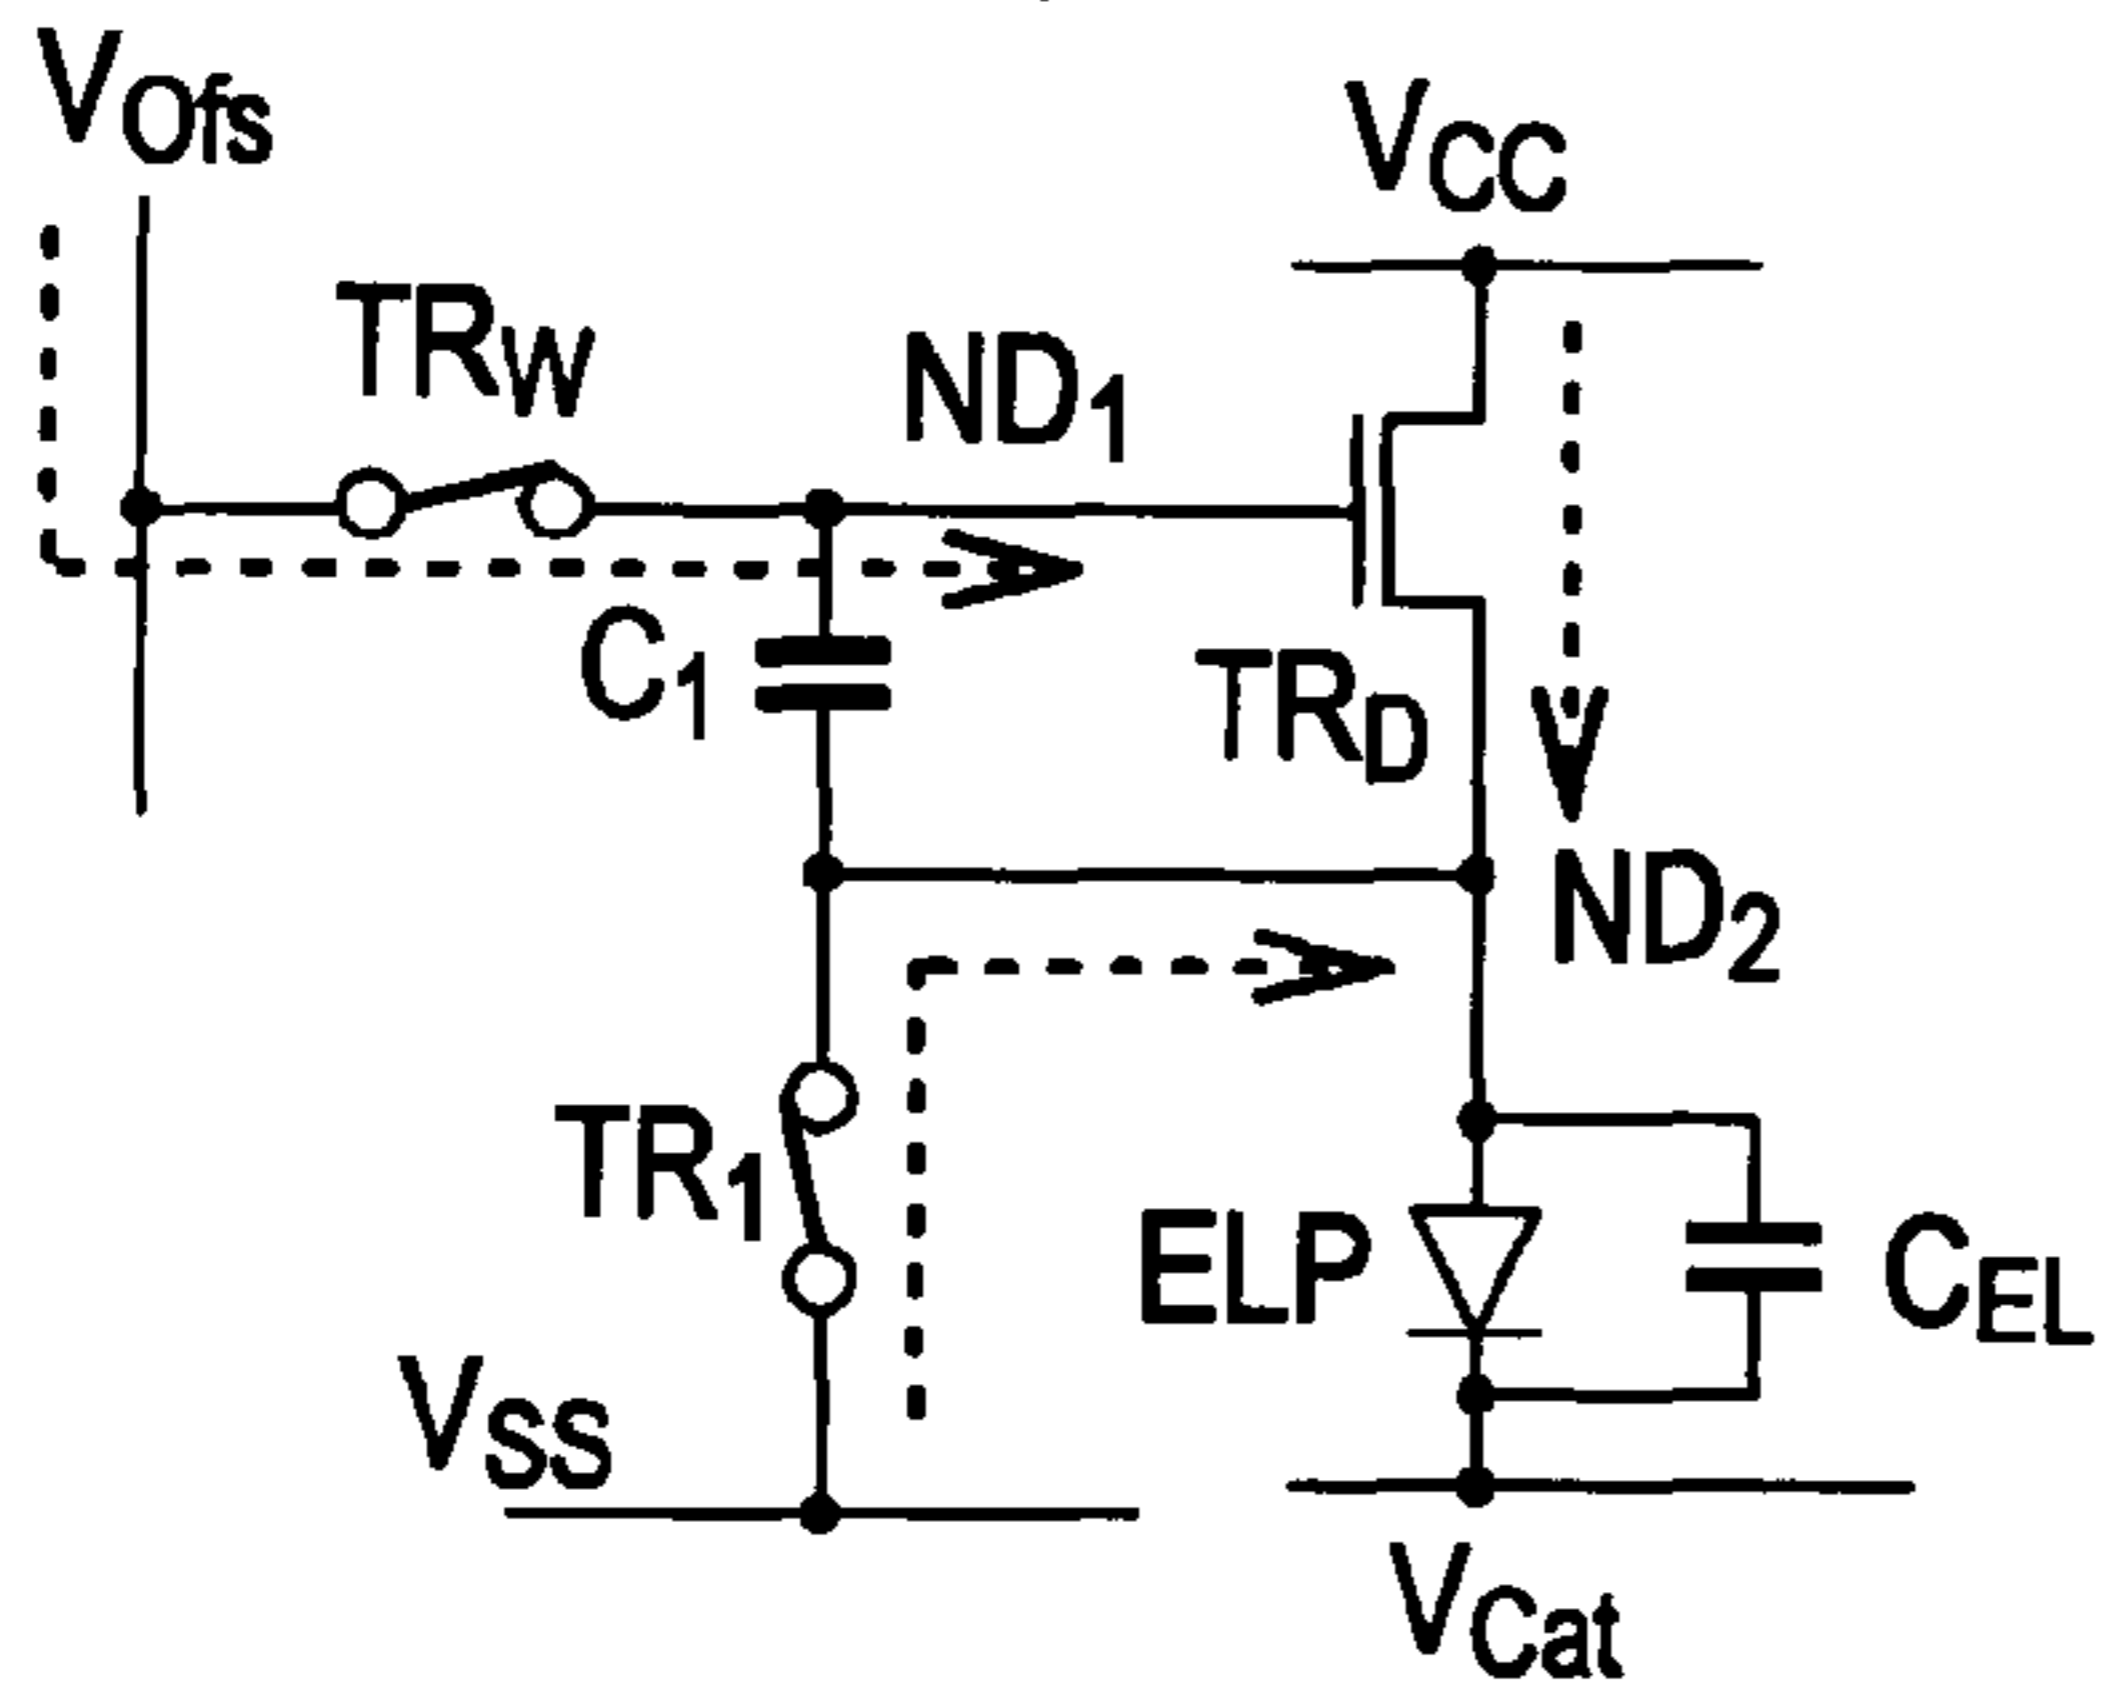 VOfs
VCC
TRW
ND1
C1
TRD
ND2
TR1
ELP
CEL
VSS
VCat